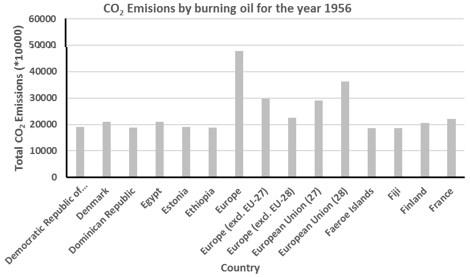 CO₂ Emisions by burning oil for the year 1956
Total CO₂ Emissions (*10000)
60000
50000
40000
30000
20000
10000
0
Democratic Republic of...
Denmark
Dominican Republic
Egypt
Estonia
Ethiopia
Europe
Europe (excl. EU-27)
Europe (excl. EU-28)
European Union (27)
European Union (28)
Faeroe Islands
Fiji
Finland
France
Country